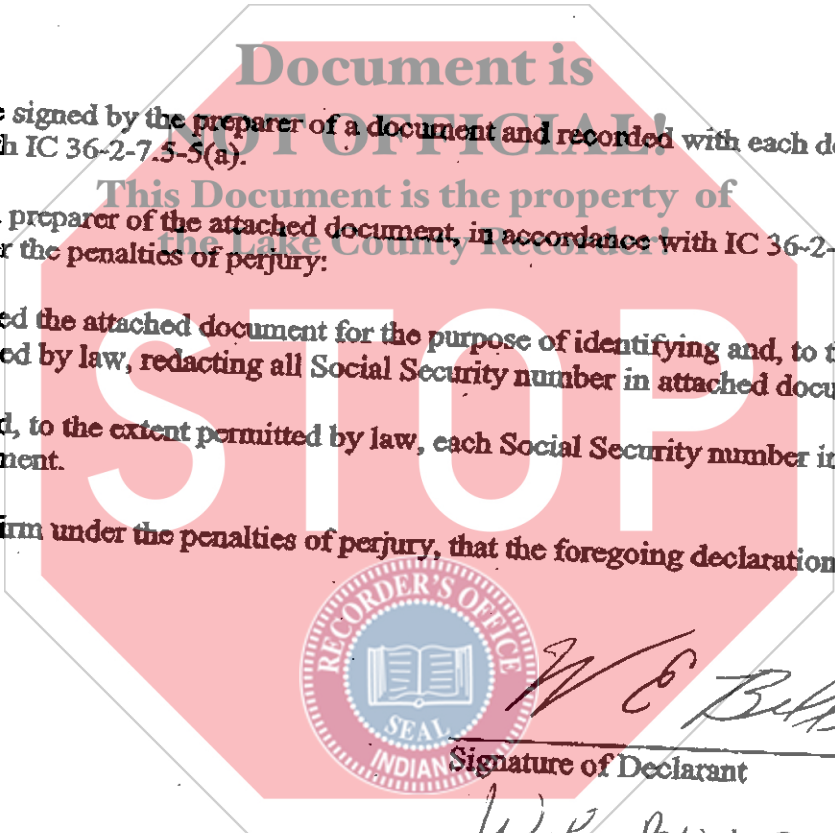 Document is
signed by the preparer of a document and recorded with each
NOT OFFICIAL!
h IC 36-2-7.5-5(a).
This Document is the property of
preparer of the attached document, in accordance with IC 36-2-
the Lake County Recorder!
r the penalties of perjury:
ed the attached document for the purpose of identifying and, to t
ed by law, redacting all Social Security number in attached docu
STOP
d, to the extent permitted by law, each Social Security number in
ment.
irm under the penalties of perjury, that the foregoing declaration
RECORDER'S OFFICE
SEAL
INDIANA
W E
Signature of Declarant